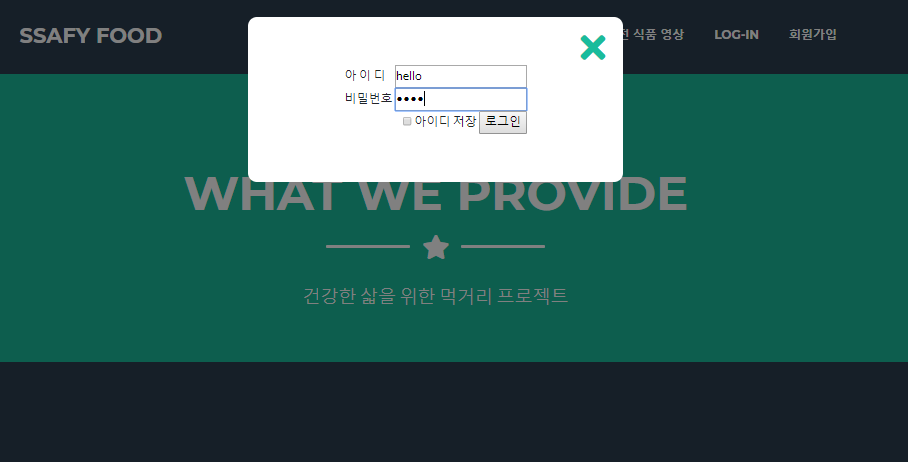 SSAFY FOOD
식품 영상 LOG-IN 회원가입
아 이 디 hello
비밀번호 ••••
아이디 저장 로그인
WHAT WE PROVIDE
건강한 삶을 위한 먹거리 프로젝트